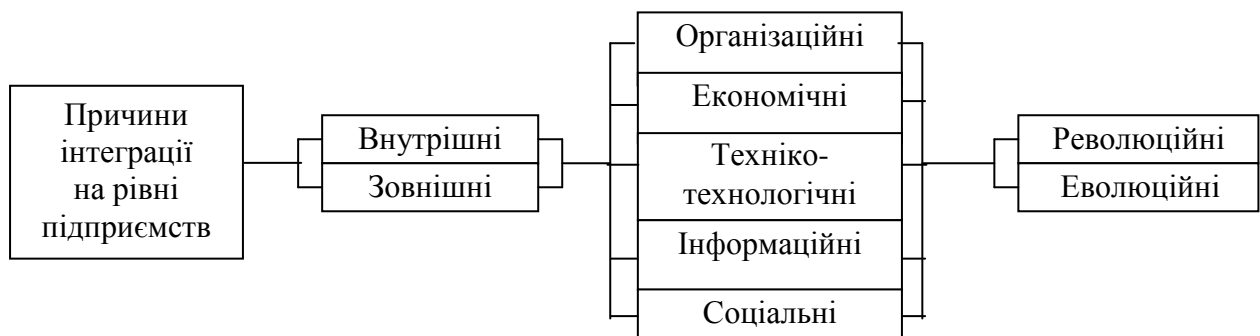 Причини
інтеграції
на рівні
підприємств
Внутрішні
Зовнішні
Організаційні
Економічні
Техніко-
технологічні
Інформаційні
Соціальні
Революційні
Еволюційні